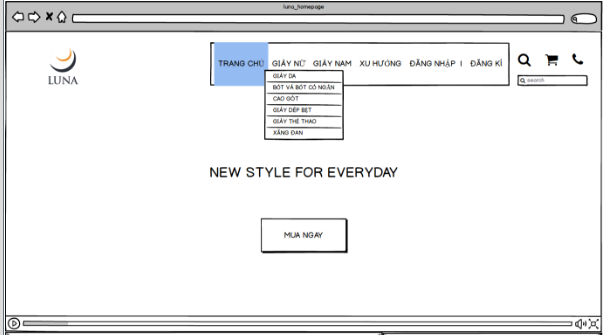 luna_homepage
LUNA
TRANG CHỦ GIÀY NỮ GIÀY NAM XU HƯỚNG ĐĂNG NHẬP I ĐĂNG KÍ
search
GIÀY DA
BỐT VÀ BỐT CỔ NGẮN
CAO GÓT
GIÀY DÉP BỆT
GIÀY THỂ THAO
XĂNG ĐAN
NEW STYLE FOR EVERYDAY
MUA NGAY